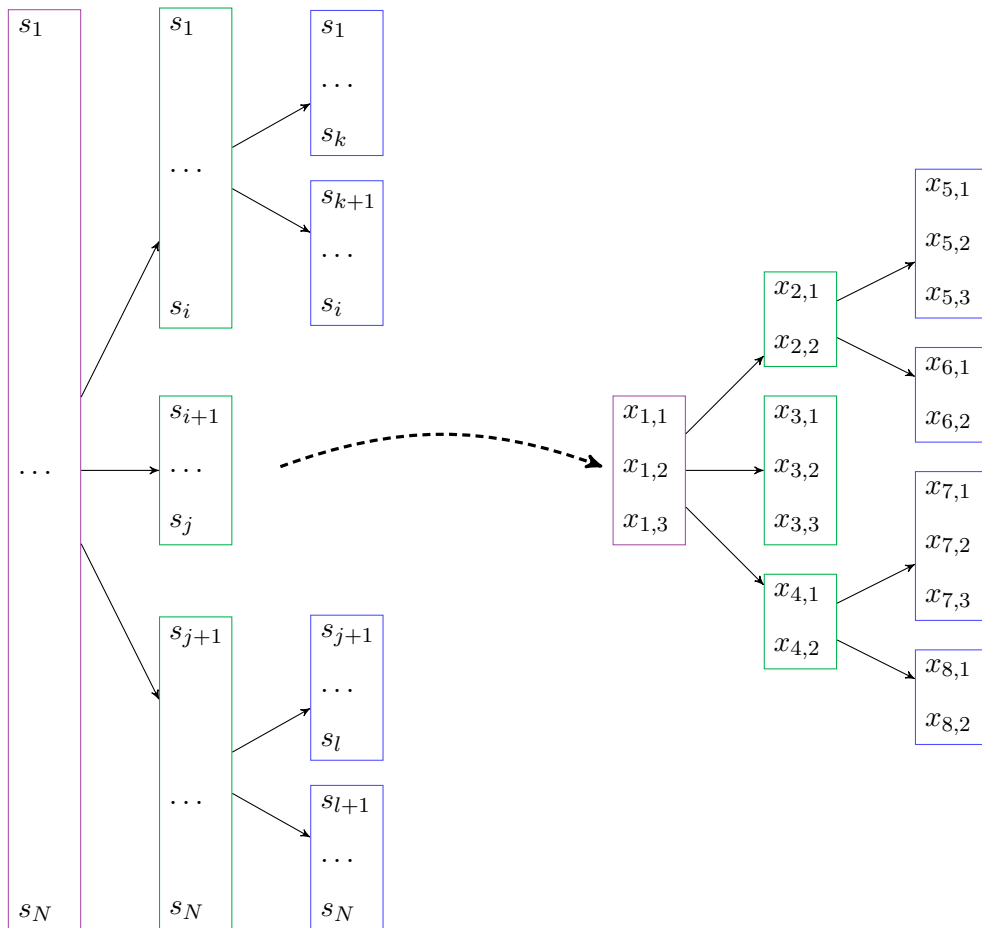 s_1
…
s_N
s_1
…
s_i
s_{i+1}
…
s_j
s_{j+1}
…
s_N
s_1
…
s_k
s_{k+1}
…
s_i
s_{j+1}
…
s_l
s_{l+1}
…
s_N
x_{1,1}
x_{1,2}
x_{1,3}
x_{2,1}
x_{2,2}
x_{3,1}
x_{3,2}
x_{3,3}
x_{4,1}
x_{4,2}
x_{5,1}
x_{5,2}
x_{5,3}
x_{6,1}
x_{6,2}
x_{7,1}
x_{7,2}
x_{7,3}
x_{8,1}
x_{8,2}